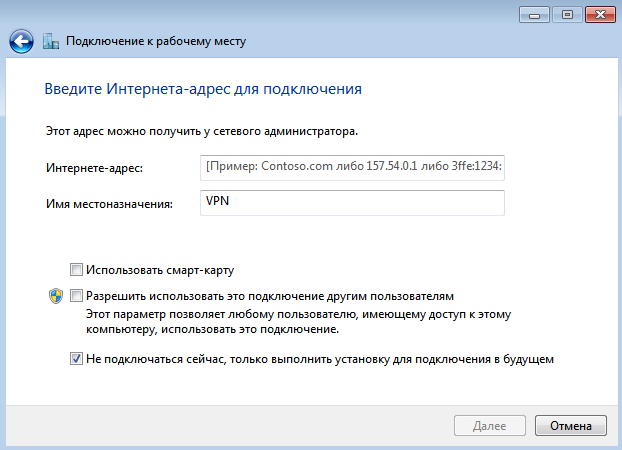 Подключение к рабочему месту
Введите Интернета-адрес для подключения
Этот адрес можно получить у сетевого администратора.
Интернете-адрес:
[Пример: Contoso.com либо 157.54.0.1 либо 3ffe:1234:
Имя местоназначения:
VPN
Использовать смарт-карту
Разрешить использовать это подключение другим пользователям
Этот параметр позволяет любому пользователю, имеющему доступ к этому
компьютеру, использовать это подключение.
Не подключаться сейчас, только выполнить установку для подключения в будущем
Далее
Отмена